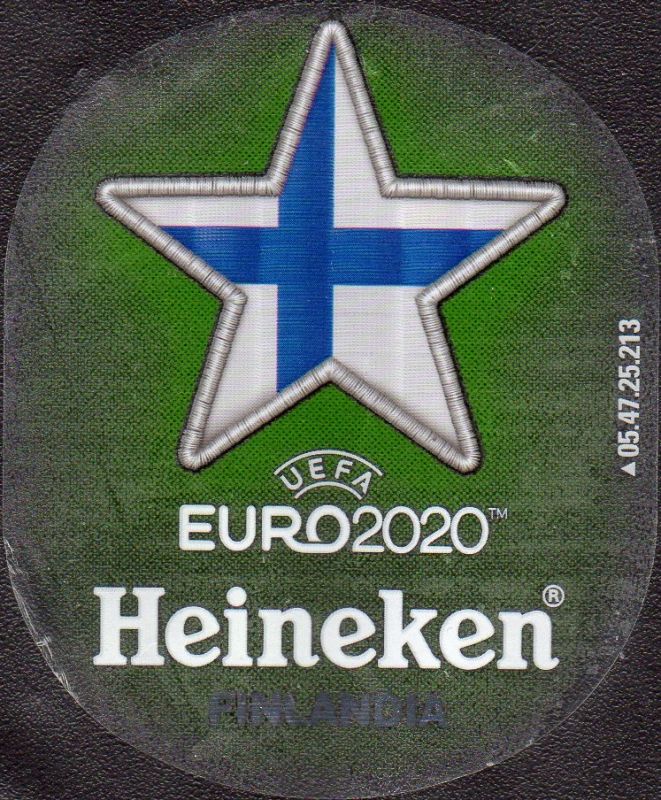 UEFA
EURO2020™
Heineken®
FINLANDIA
▲05.47.25.213